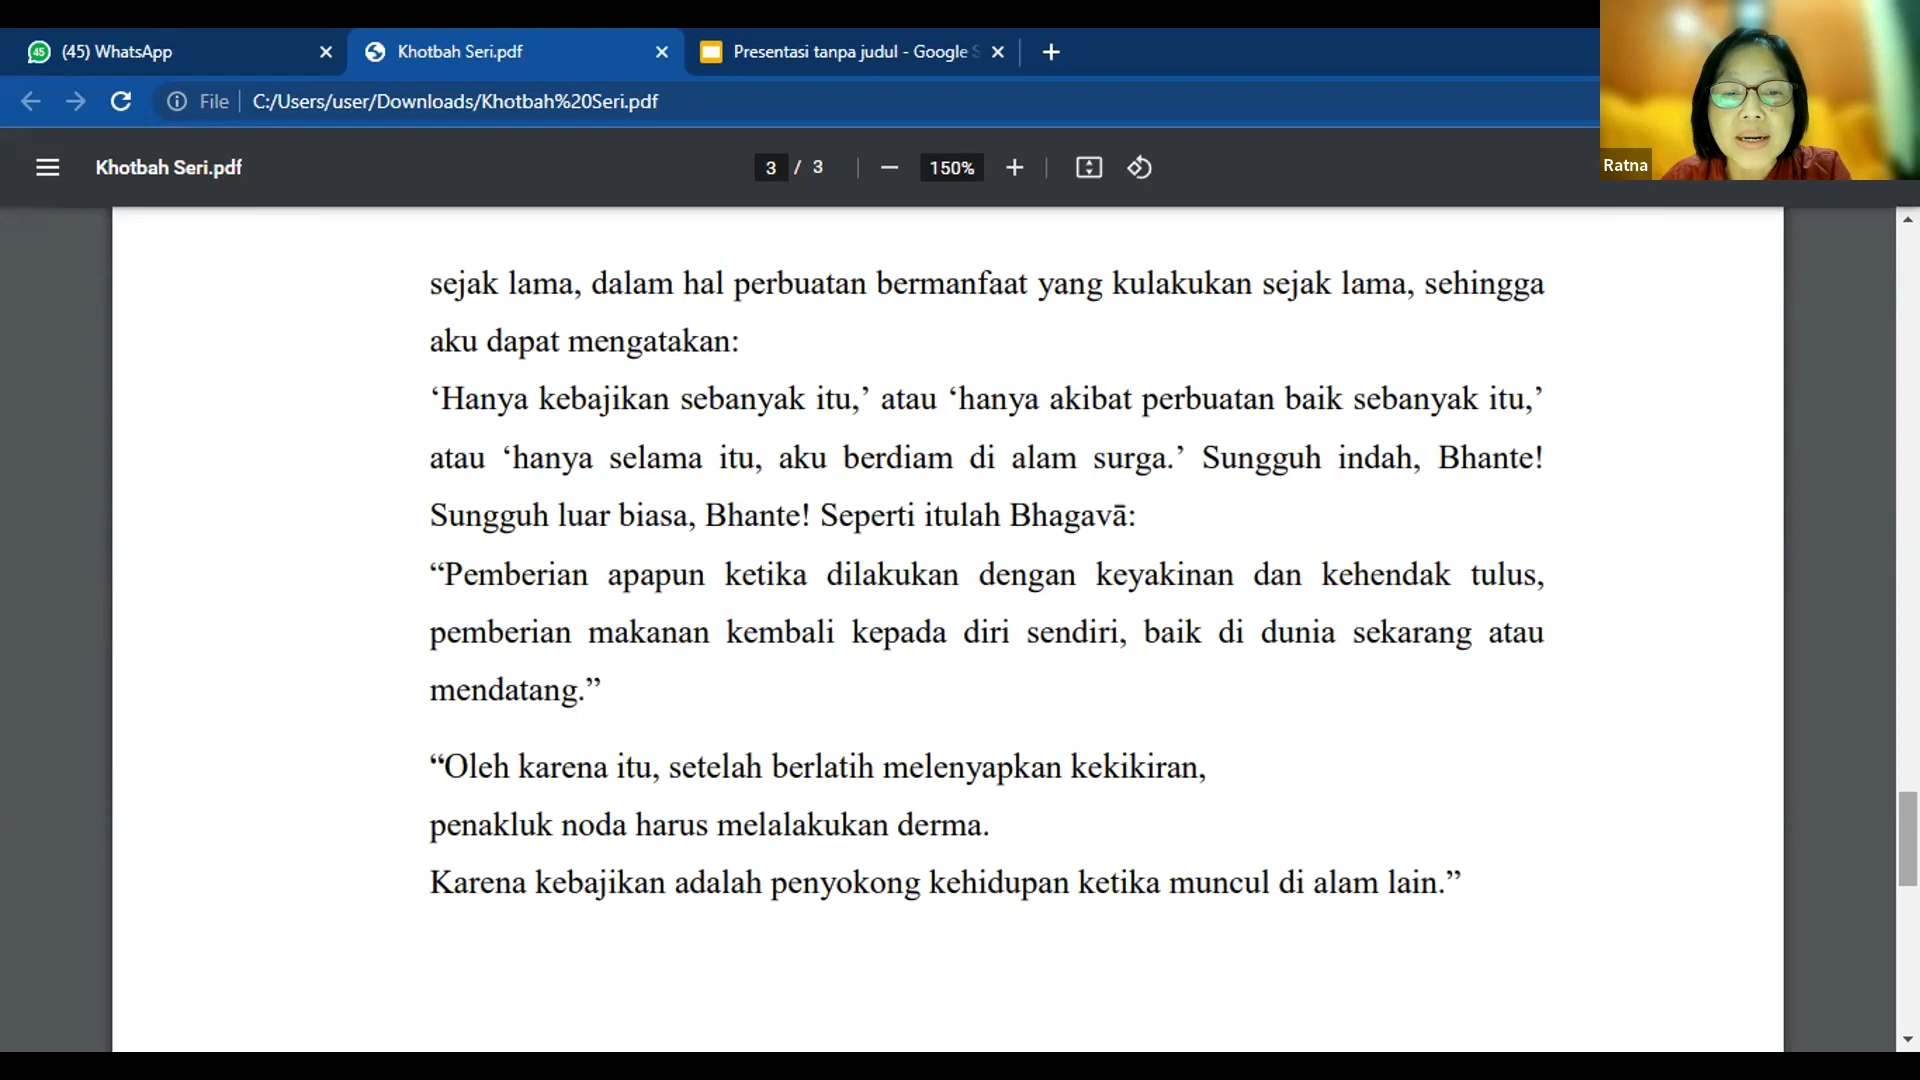 (45) WhatsApp
Khotbah Seri.pdf
Presentasi tanpa judul - Google S
File
C:/Users/user/Downloads/Khotbah%20Seri.pdf
Khotbah Seri.pdf
3 / 3
150%
Ratna
sejak lama, dalam hal perbuatan bermanfaat yang kulakukan sejak lama, sehingga
aku dapat mengatakan:
‘Hanya kebajikan sebanyak itu,’ atau ‘hanya akibat perbuatan baik sebanyak itu,’
atau ‘hanya selama itu, aku berdiam di alam surga.’ Sungguh indah, Bhante!
Sungguh luar biasa, Bhante! Seperti itulah Bhagavā:
“Pemberian apapun ketika dilakukan dengan keyakinan dan kehendak tulus,
pemberian makanan kembali kepada diri sendiri, baik di dunia sekarang atau
mendatang.”
“Oleh karena itu, setelah berlatih melenyapkan kekikiran,
penakluk noda harus melalakukan derma.
Karena kebajikan adalah penyokong kehidupan ketika muncul di alam lain.”